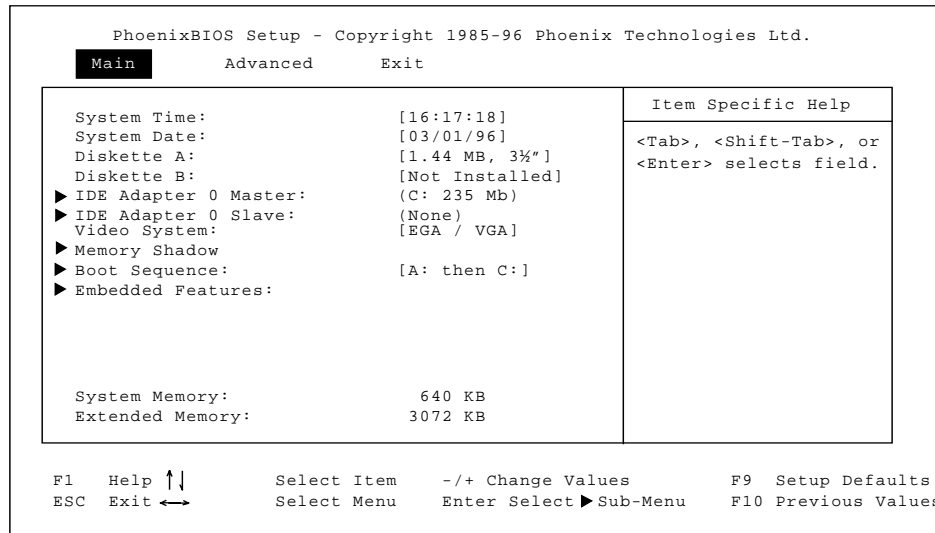 PhoenixBIOS Setup - Copyright 1985-96 Phoenix Technologies Ltd.
Main Advanced Exit
Item Specific Help
<Tab>, <Shift-Tab>, or
<Enter> selects field.
System Time: [16:17:18]
System Date: [03/01/96]
Diskette A: [1.44 MB, 3½″]
Diskette B: [Not Installed]
▶ IDE Adapter 0 Master: (C: 235 Mb)
▶ IDE Adapter 0 Slave: (None)
Video System: [EGA / VGA]
▶ Memory Shadow
▶ Boot Sequence: [A: then C:]
▶ Embedded Features:
System Memory: 640 KB
Extended Memory: 3072 KB
F1 Help ↑↓ Select Item -/+ Change Values F9 Setup Defaults
ESC Exit ↔ Select Menu Enter Select ▶ Sub-Menu F10 Previous Values